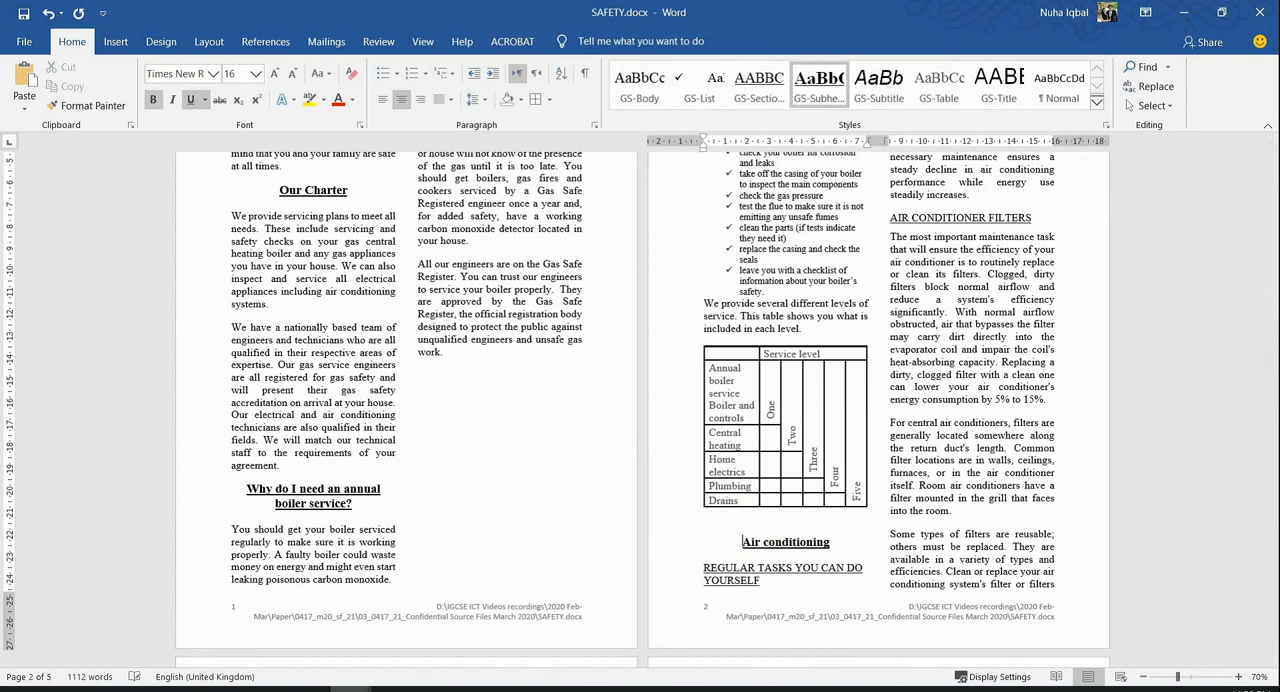 SAFETY.docx - Word
Nuha Iqbal
File Home Insert Design Layout References Mailings Review View Help ACROBAT Tell me what you want to do
Share
Paste
Cut
Copy
Format Painter
Clipboard
Times New R 16
Font
Paragraph
AaBbCc GS-Body
Aa: GS-List
AABBC GS-Sectio...
AaBb( GS-Subhe...
AaBb GS-Subtitle
AaBbCc GS-Table
AABB GS-Title
AaBbCcDd ¶ Normal
Styles
Find
Replace
Select
Editing
mind that you and your family are safe
at all times.
Our Charter
We provide servicing plans to meet all
needs. These include servicing and
safety checks on your gas central
heating boiler and any gas appliances
you have in your house. We can also
inspect and service all electrical
appliances including air conditioning
systems.
We have a nationally based team of
engineers and technicians who are all
qualified in their respective areas of
expertise. Our gas service engineers
are all registered for gas safety and
will present their gas safety
accreditation on arrival at your house.
Our electrical and air conditioning
technicians are also qualified in their
fields. We will match our technical
staff to the requirements of your
agreement.
Why do I need an annual
boiler service?
You should get your boiler serviced
regularly to make sure it is working
properly. A faulty boiler could waste
money on energy and might even start
leaking poisonous carbon monoxide.
of house will not know of the presence
of the gas until it is too late. You
should get boilers, gas fires and
cookers serviced by a Gas Safe
Registered engineer once a year and,
for added safety, have a working
carbon monoxide detector located in
your house.
All our engineers are on the Gas Safe
Register. You can trust our engineers
to service your boiler properly. They
are approved by the Gas Safe
Register, the official registration body
designed to protect the public against
unqualified engineers and unsafe gas
work.
1
D:\IGCSE ICT Videos recordings\2020 Feb-
Mar\Paper\0417_m20_sf_21\03_0417_21_Confidential Source Files March 2020\SAFETY.docx
check your boiler for corrosion
and leaks
✓ take off the casing of your boiler
to inspect the main components
✓ check the gas pressure
✓ test the flue to make sure it is not
emitting any unsafe fumes
✓ clean the parts (if tests indicate
they need it)
✓ replace the casing and check the
seals
✓ leave you with a checklist of
information about your boiler's
safety.
We provide several different levels of
service. This table shows you what is
included in each level.
Service level
Annual
boiler
service
Boiler and
controls
One
Two
Three
Four
Five
Central
heating
Home
electrics
Plumbing
Drains
Air conditioning
REGULAR TASKS YOU CAN DO
YOURSELF
necessary maintenance ensures a
steady decline in air conditioning
performance while energy use
steadily increases.
AIR CONDITIONER FILTERS
The most important maintenance task
that will ensure the efficiency of your
air conditioner is to routinely replace
or clean its filters. Clogged, dirty
filters block normal airflow and
reduce a system's efficiency
significantly. With normal airflow
obstructed, air that bypasses the filter
may carry dirt directly into the
evaporator coil and impair the coil's
heat-absorbing capacity. Replacing a
dirty, clogged filter with a clean one
can lower your air conditioner's
energy consumption by 5% to 15%.
For central air conditioners, filters are
generally located somewhere along
the return duct's length. Common
filter locations are in walls, ceilings,
furnaces, or in the air conditioner
itself. Room air conditioners have a
filter mounted in the grill that faces
into the room.
Some types of filters are reusable;
others must be replaced. They are
available in a variety of types and
efficiencies. Clean or replace your air
conditioning system's filter or filters
2
D:\IGCSE ICT Videos recordings\2020 Feb-
Mar\Paper\0417_m20_sf_21\03_0417_21_Confidential Source Files March 2020\SAFETY.docx
Page 2 of 5 1112 words English (United Kingdom) Display Settings 70%